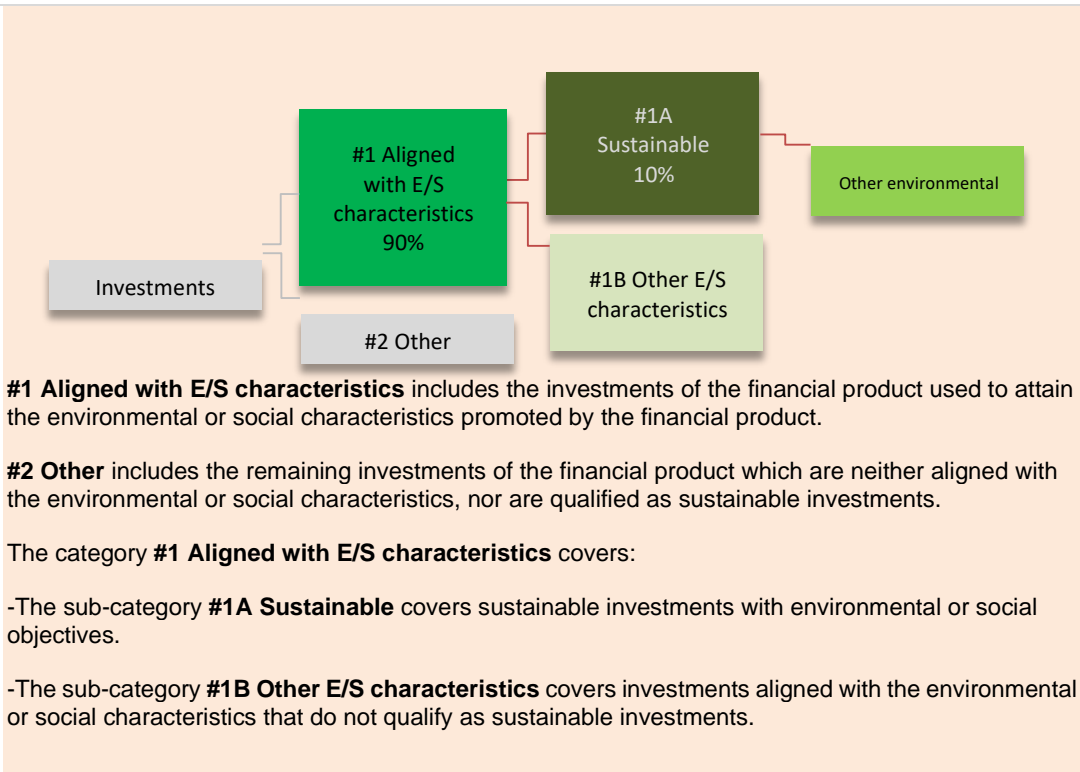 #1A
Sustainable
10%
#1 Aligned
with E/S
characteristics
90%
Other environmental
Investments
#1B Other E/S
characteristics
#2 Other
#1 Aligned with E/S characteristics includes the investments of the financial product used to attain
the environmental or social characteristics promoted by the financial product.
#2 Other includes the remaining investments of the financial product which are neither aligned with
the environmental or social characteristics, nor are qualified as sustainable investments.
The category #1 Aligned with E/S characteristics covers:
-The sub-category #1A Sustainable covers sustainable investments with environmental or social
objectives.
-The sub-category #1B Other E/S characteristics covers investments aligned with the environmental
or social characteristics that do not qualify as sustainable investments.